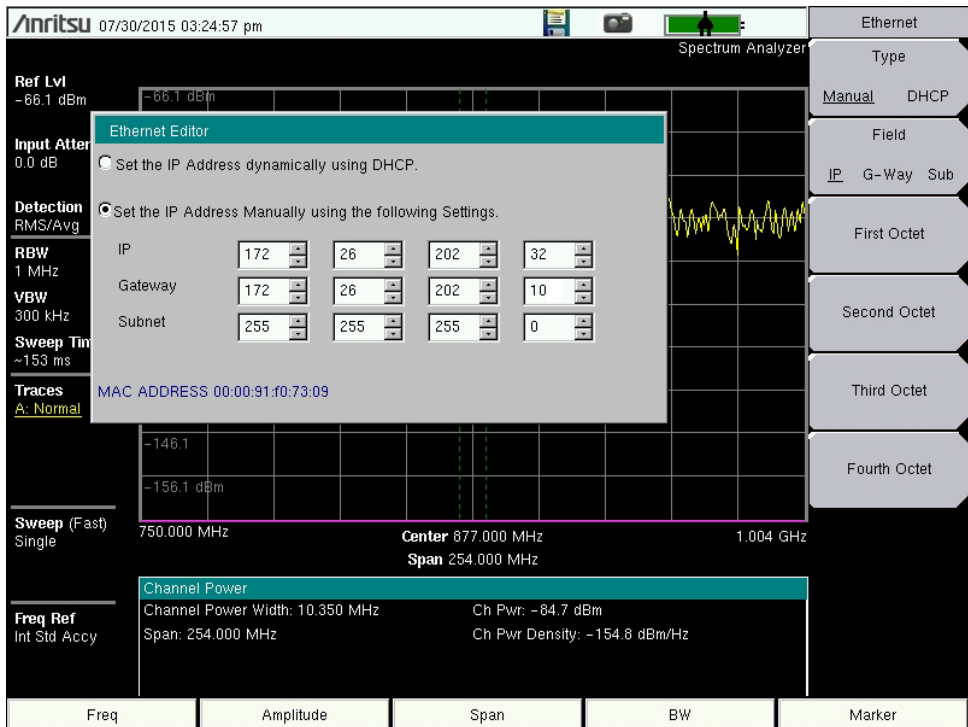 Anritsu 07/30/2015 03:24:57 pm
Spectrum Analyzer
Ref Lvl
-66.1 dBm
Input Atten
0.0 dB
Detection
RMS/Avg
RBW
1 MHz
VBW
300 kHz
Sweep Tim
~153 ms
Traces
A: Normal
Sweep (Fast)
Single
Freq Ref
Int Std Accy
-66.1 dBm
Ethernet Editor
Set the IP Address dynamically using DHCP.
Set the IP Address Manually using the following Settings.
IP 172 26 202 32
Gateway 172 26 202 10
Subnet 255 255 255 0
MAC ADDRESS 00:00:91:f0:73:09
-146.1
-156.1 dBm
750.000 MHz Center 877.000 MHz 1.004 GHz
Span 254.000 MHz
Channel Power
Channel Power Width: 10.350 MHz Ch Pwr: -84.7 dBm
Span: 254.000 MHz Ch Pwr Density: -154.8 dBm/Hz
Ethernet
Type
Manual DHCP
Field
IP G-Way Sub
First Octet
Second Octet
Third Octet
Fourth Octet
Freq Amplitude Span BW Marker